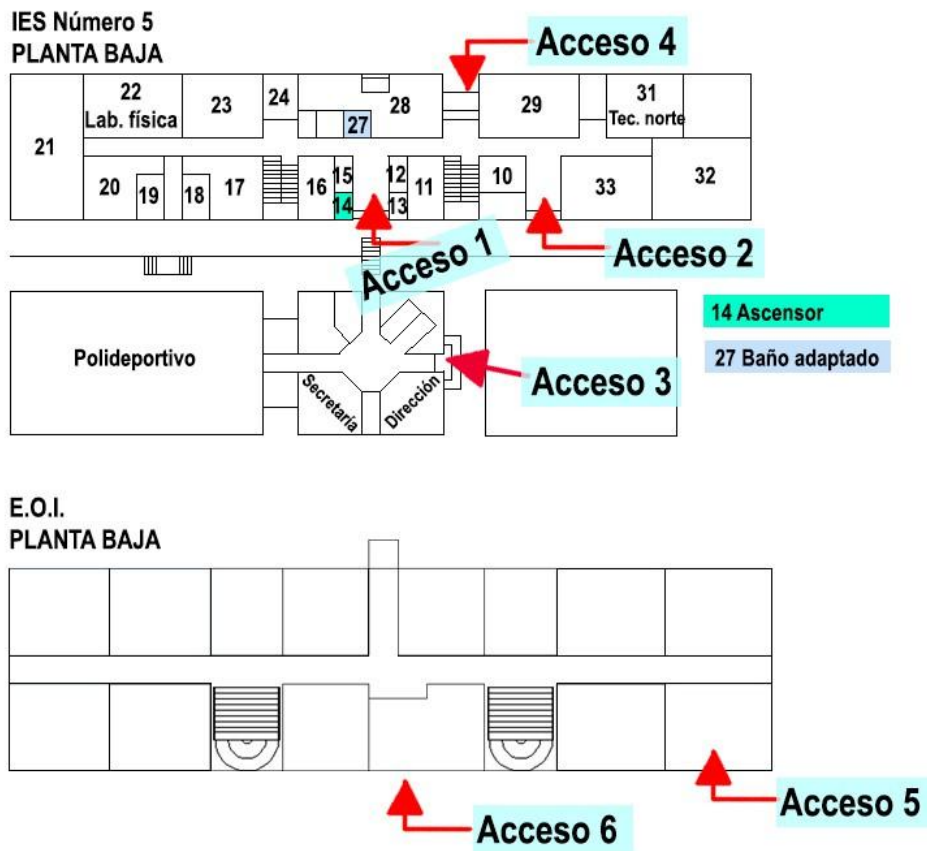 IES Número 5
PLANTA BAJA
Acceso 4
22
Lab. física
23
24
28
27
29
31
Tec. norte
21
20
19
18
17
16
15
14
12
13
11
10
33
32
Acceso 1
Acceso 2
14 Ascensor
27 Baño adaptado
Polideportivo
Secretaría
Dirección
Acceso 3
E.O.I.
PLANTA BAJA
Acceso 5
Acceso 6